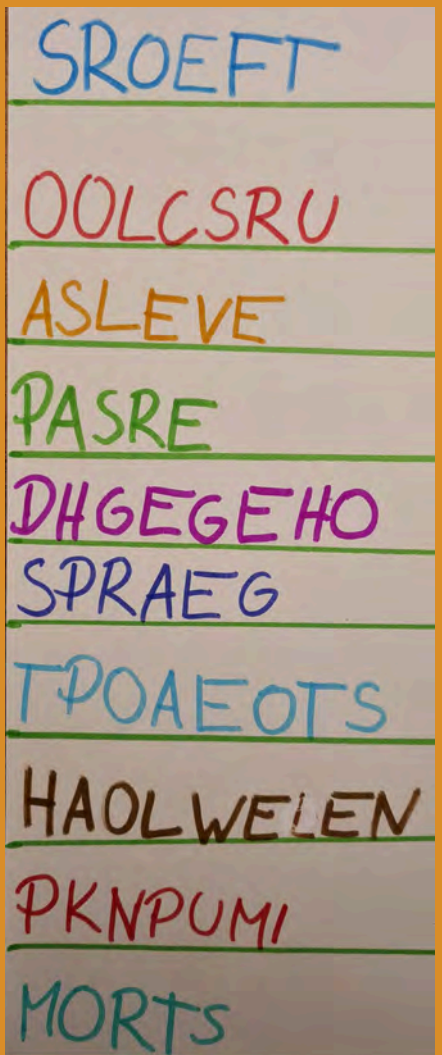 SROEFT
OOLCSRU
ASLEVE
PASRE
DHGEGEHO
SPRAEG
TPOAEOTS
HAOLWELEN
PKNPUMI
MORTS